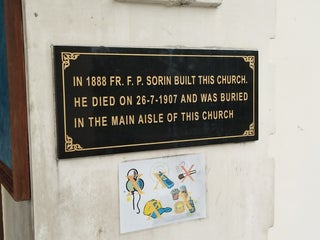 IN 1888 FR. F. P. SORIN BUILT THIS CHURCH.
HE DIED ON 26-7-1907 AND WAS BURIED
IN THE MAIN AISLE OF THIS CHURCH